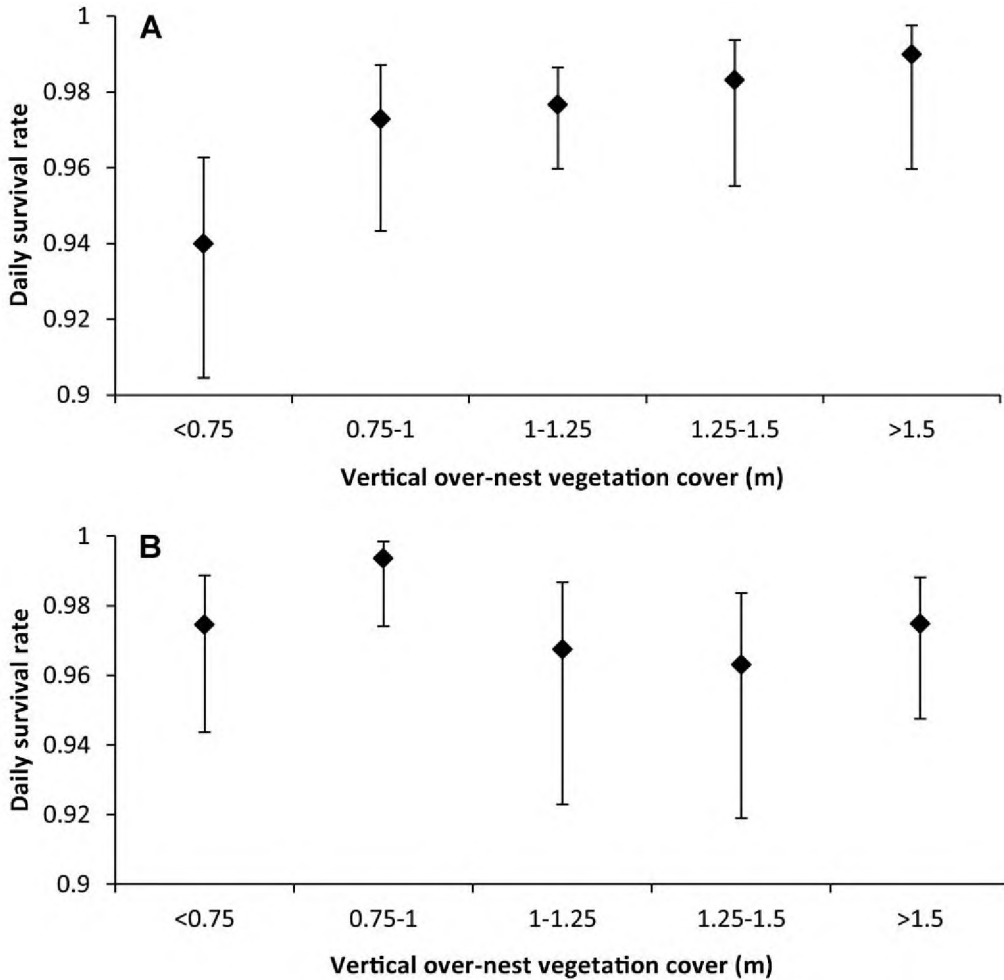 A
Daily survival rate
1
0.98
0.96
0.94
0.92
0.9
<0.75 0.75-1 1-1.25 1.25-1.5 >1.5
Vertical over-nest vegetation cover (m)
B
Daily survival rate
1
0.98
0.96
0.94
0.92
0.9
<0.75 0.75-1 1-1.25 1.25-1.5 >1.5
Vertical over-nest vegetation cover (m)